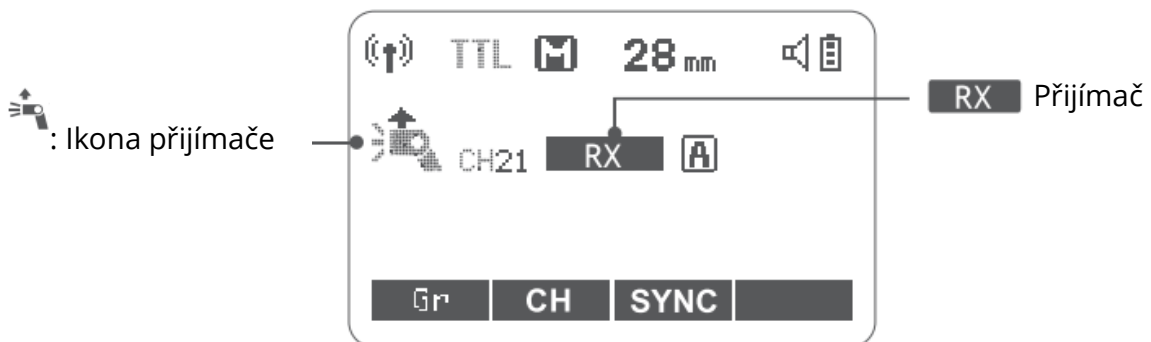 TTL M 28 mm
RX Přijímač
: Ikona přijímače
CH21 RX A
Gr CH SYNC